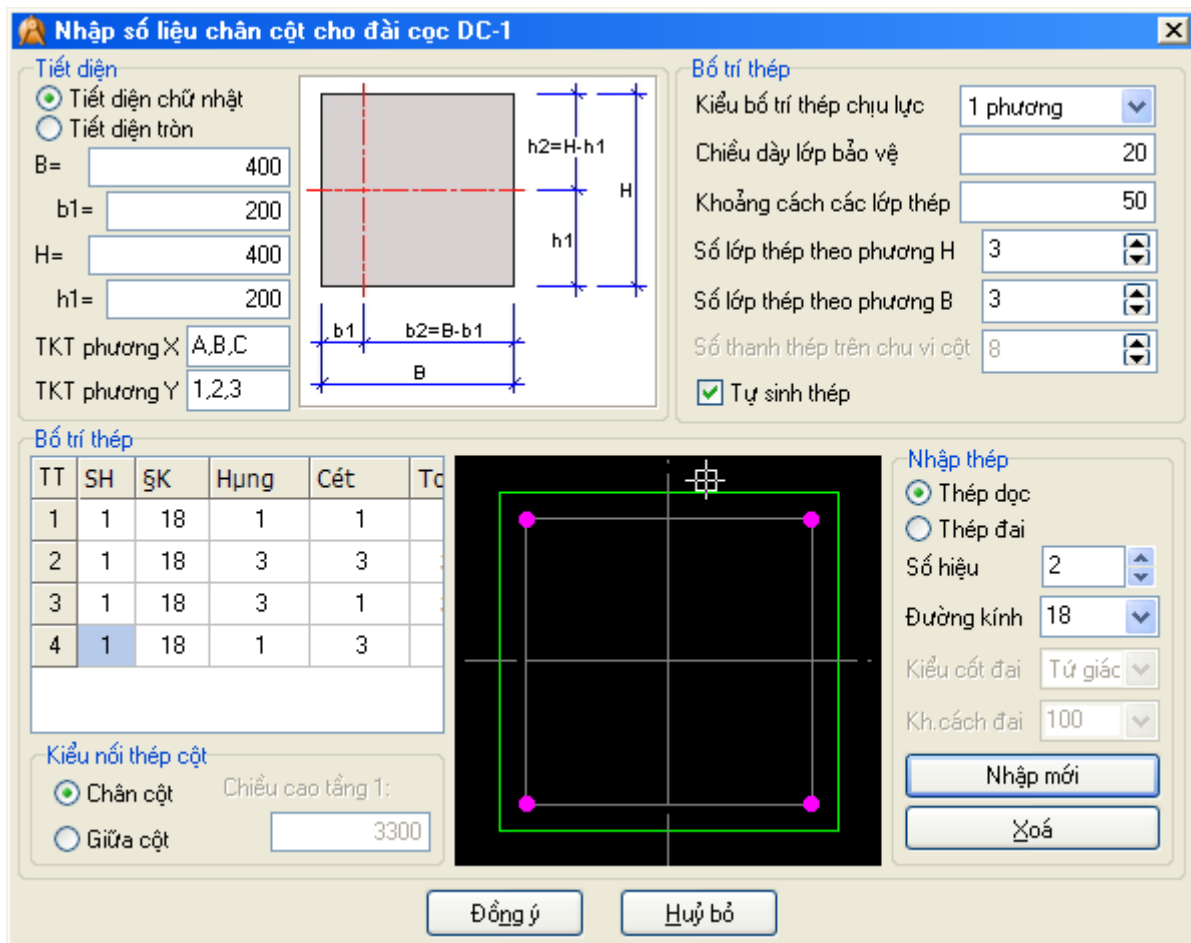 Nhập số liệu chân cột cho đài cọc DC-1
Tiết diện
Tiết diện chữ nhật
Tiết diện tròn
B= 400
b1= 200
H= 400
h1= 200
TKT phương X A,B,C
TKT phương Y 1,2,3
h2=H-h1
H
h1
b1 b2=B-b1
B
Bố trí thép
Kiểu bố trí thép chịu lực 1 phương
Chiều dày lớp bảo vệ 20
Khoảng cách các lớp thép 50
Số lớp thép theo phương H 3
Số lớp thép theo phương B 3
Số thanh thép trên chu vi cột 8
Tự sinh thép
Bố trí thép
TT SH §K Hµng Cét
1 1 18 1 1
2 1 18 3 3
3 1 18 3 1
4 1 18 1 3
Kiểu nối thép cột
Chân cột
Giữa cột
Chiều cao tầng 1:
3300
Nhập thép
Thép dọc
Thép đai
Số hiệu 2
Đường kính 18
Kiểu cốt đai Tứ giác
Kh.cách đai 100
Nhập mới
Xoá
Đồng ý Huỷ bỏ